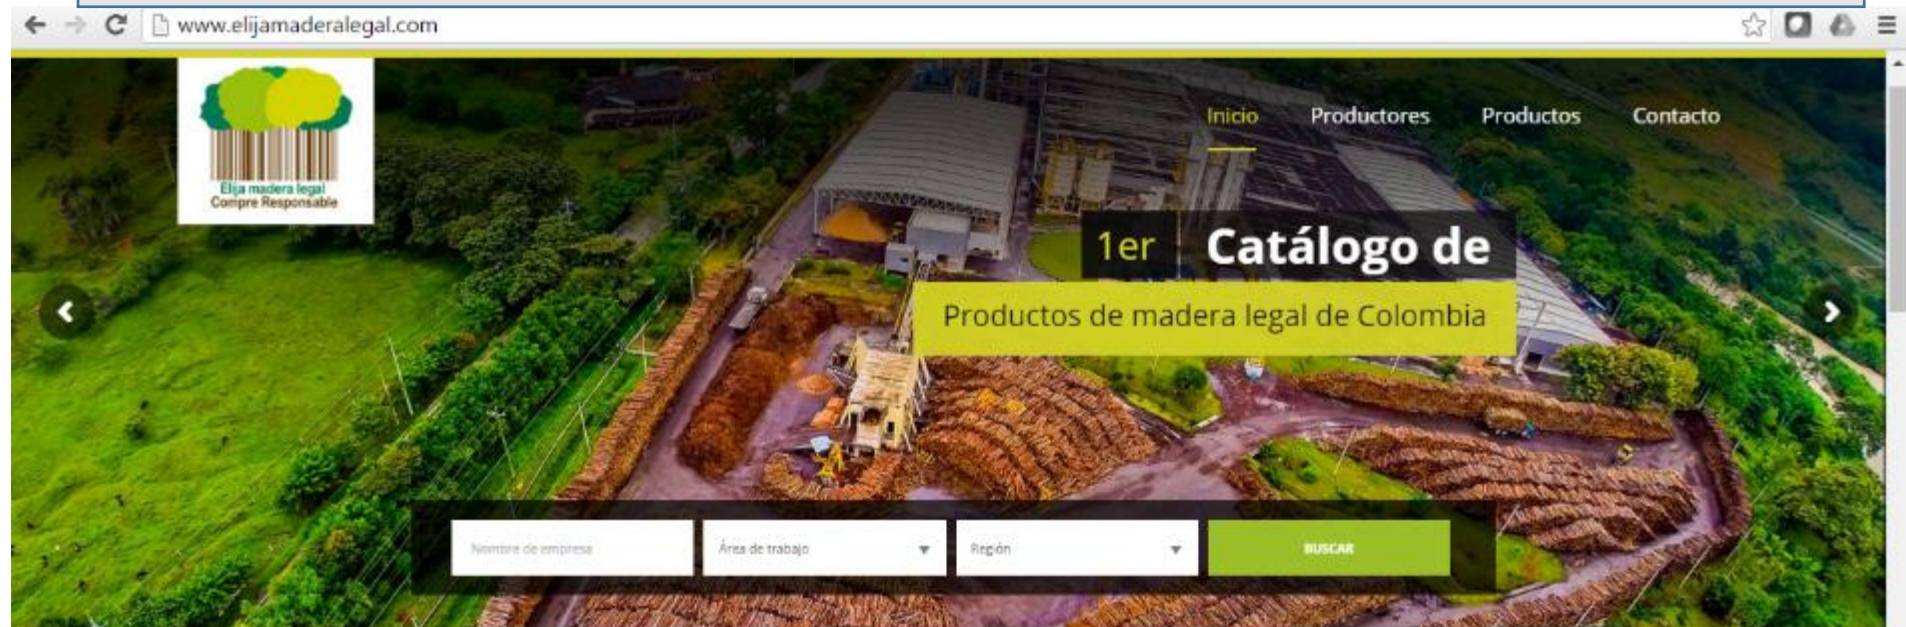 www.elijamaderalegal.com
Elija madera legal
Compre Responsable
Inicio Productores Productos Contacto
1er Catálogo de
Productos de madera legal de Colombia
Nombre de empresa Área de trabajo Región BUSCAR